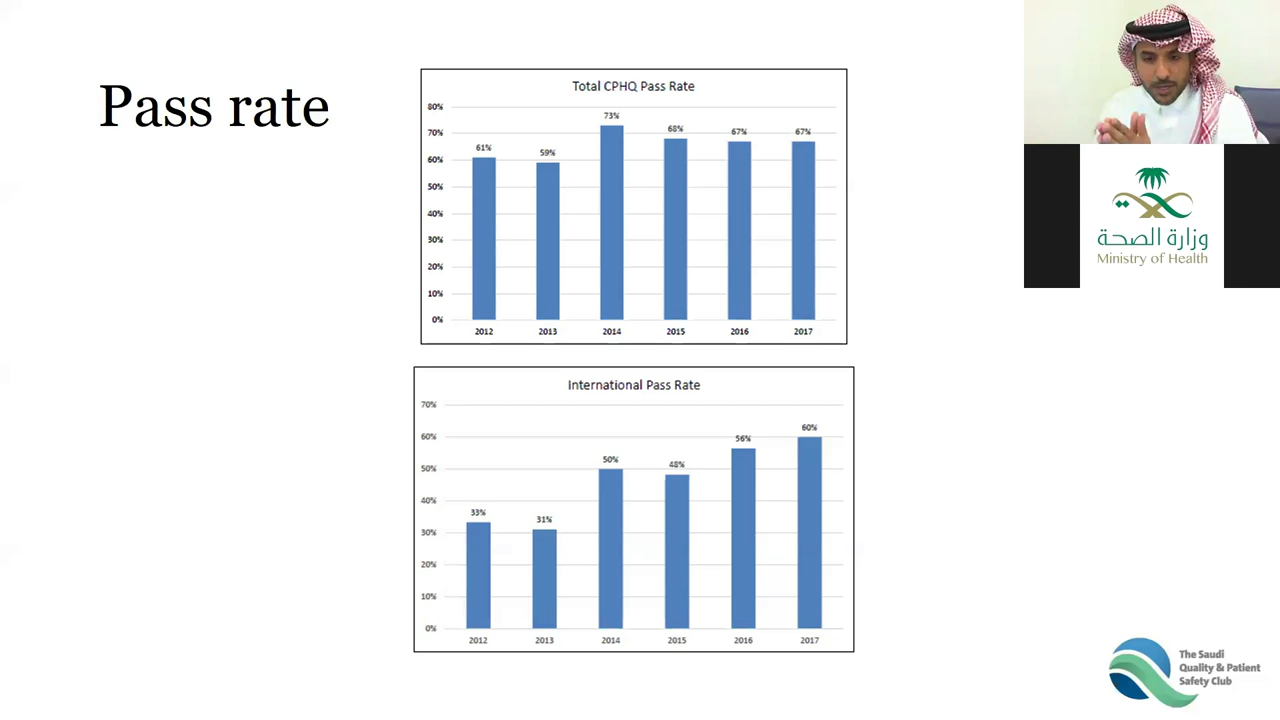 Pass rate
Total CPHQ Pass Rate
80%
70%
60%
50%
40%
30%
20%
10%
0%
61%
59%
73%
68%
67%
67%
2012 2013 2014 2015 2016 2017
International Pass Rate
70%
60%
50%
40%
30%
20%
10%
0%
33%
31%
50%
48%
56%
60%
2012 2013 2014 2015 2016 2017
وزارة الصحة
Ministry of Health
The Saudi
Quality & Patient
Safety Club